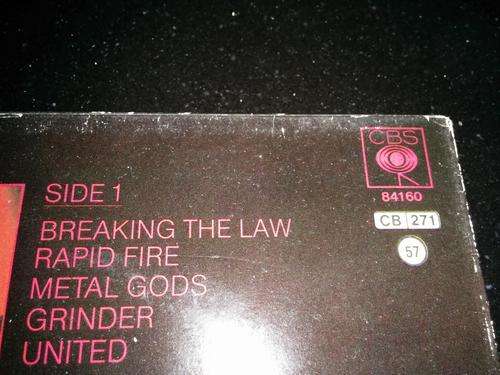 CBS
84160
CB 271
57
SIDE 1
BREAKING THE LAW
RAPID FIRE
METAL GODS
GRINDER
UNITED